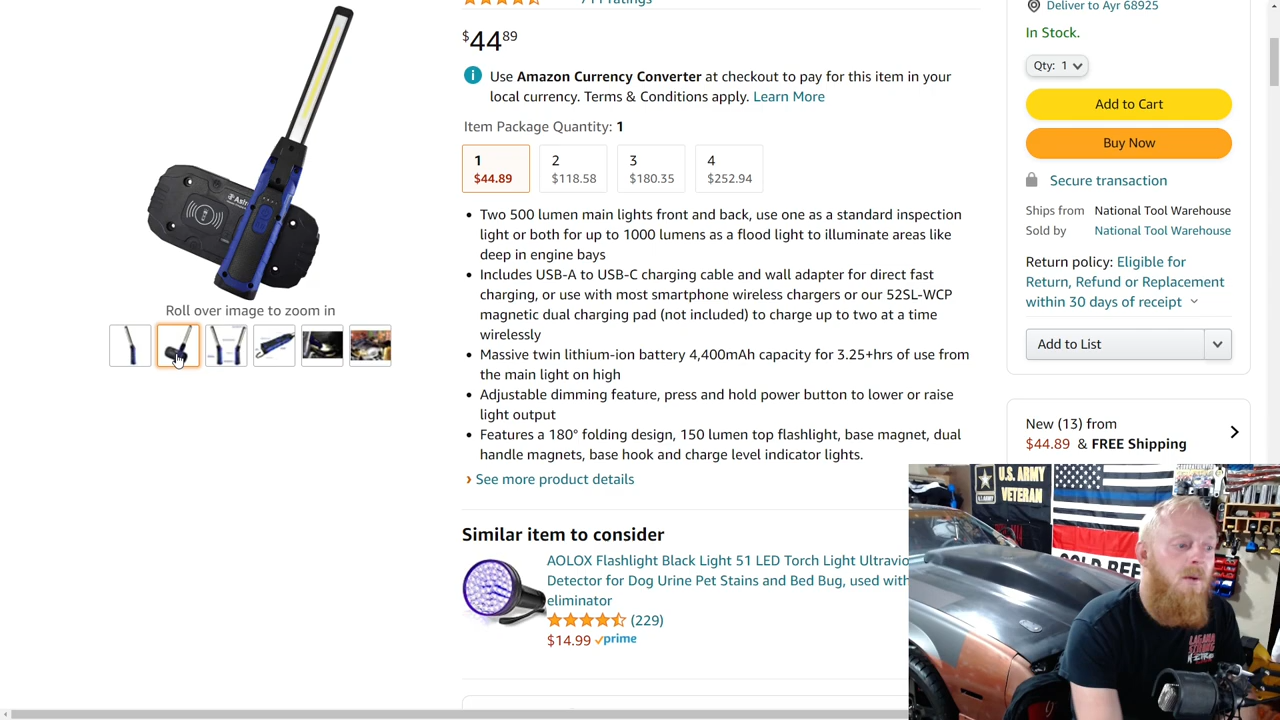 Deliver to Ayr 68925
$44 89
In Stock.
Qty: 1
Use Amazon Currency Converter at checkout to pay for this item in your
local currency. Terms & Conditions apply. Learn More
Add to Cart
Item Package Quantity: 1
Buy Now
1
$44.89
2
$118.58
3
$180.35
4
$252.94
Secure transaction
Ships from National Tool Warehouse
Sold by National Tool Warehouse
Two 500 lumen main lights front and back, use one as a standard inspection
light or both for up to 1000 lumens as a flood light to illuminate areas like
deep in engine bays
Includes USB-A to USB-C charging cable and wall adapter for direct fast
charging, or use with most smartphone wireless chargers or our 52SL-WCP
magnetic dual charging pad (not included) to charge up to two at a time
wirelessly
Massive twin lithium-ion battery 4,400mAh capacity for 3.25+hrs of use from
the main light on high
Adjustable dimming feature, press and hold power button to lower or raise
light output
Features a 180° folding design, 150 lumen top flashlight, base magnet, dual
handle magnets, base hook and charge level indicator lights.
› See more product details
Return policy: Eligible for
Return, Refund or Replacement
within 30 days of receipt
Roll over image to zoom in
Add to List
New (13) from
$44.89 & FREE Shipping
Similar item to consider
AOLOX Flashlight Black Light 51 LED Torch Light Ultravio
Detector for Dog Urine Pet Stains and Bed Bug, used with
eliminator
(229)
$14.99 prime
U.S. ARMY
VETERAN